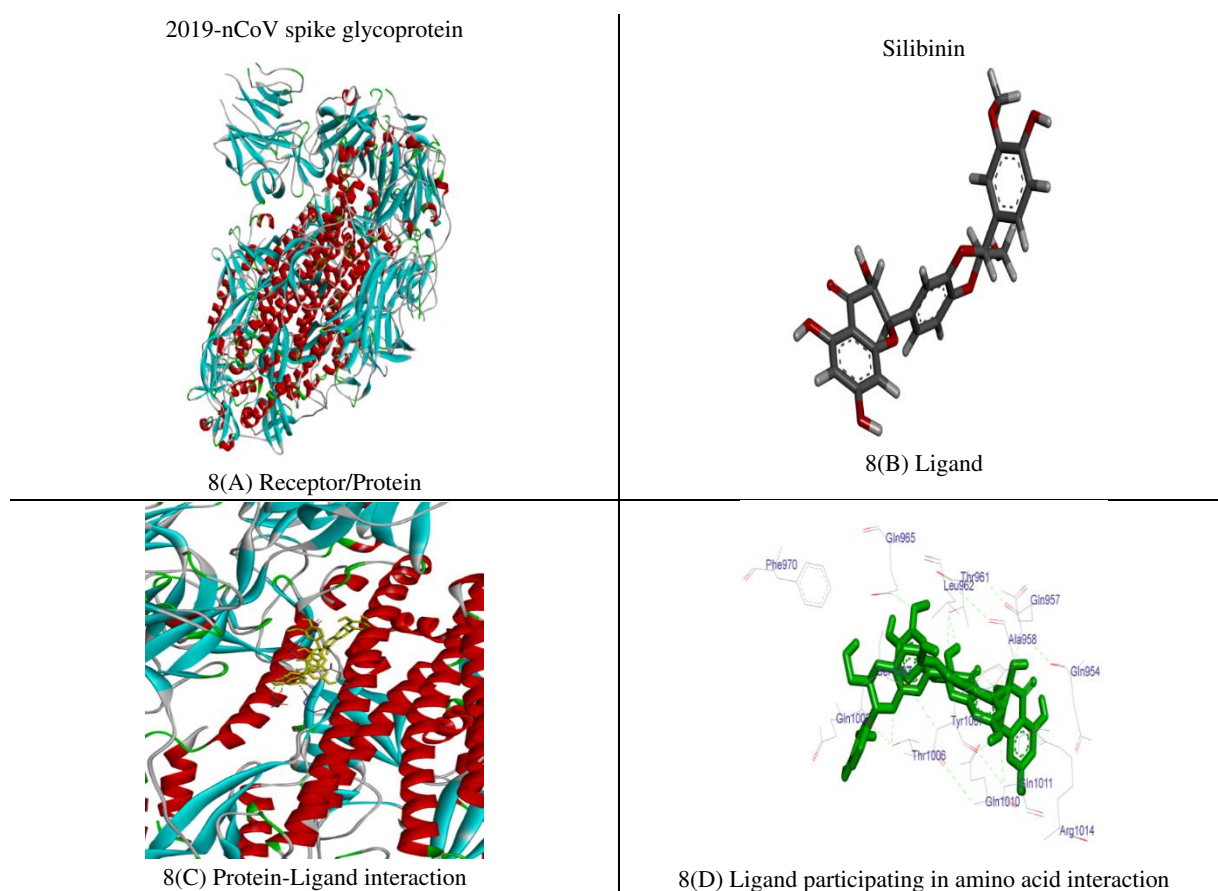 2019-nCoV spike glycoprotein
8(A) Receptor/Protein
Silibinin
8(B) Ligand
8(C) Protein-Ligand interaction
Gln965
Phe970
Thr961
Leu962
Gln957
Ala958
Gln954
Tyr1007
Thr1006
Gln1011
Gln1010
Arg1014
8(D) Ligand participating in amino acid interaction